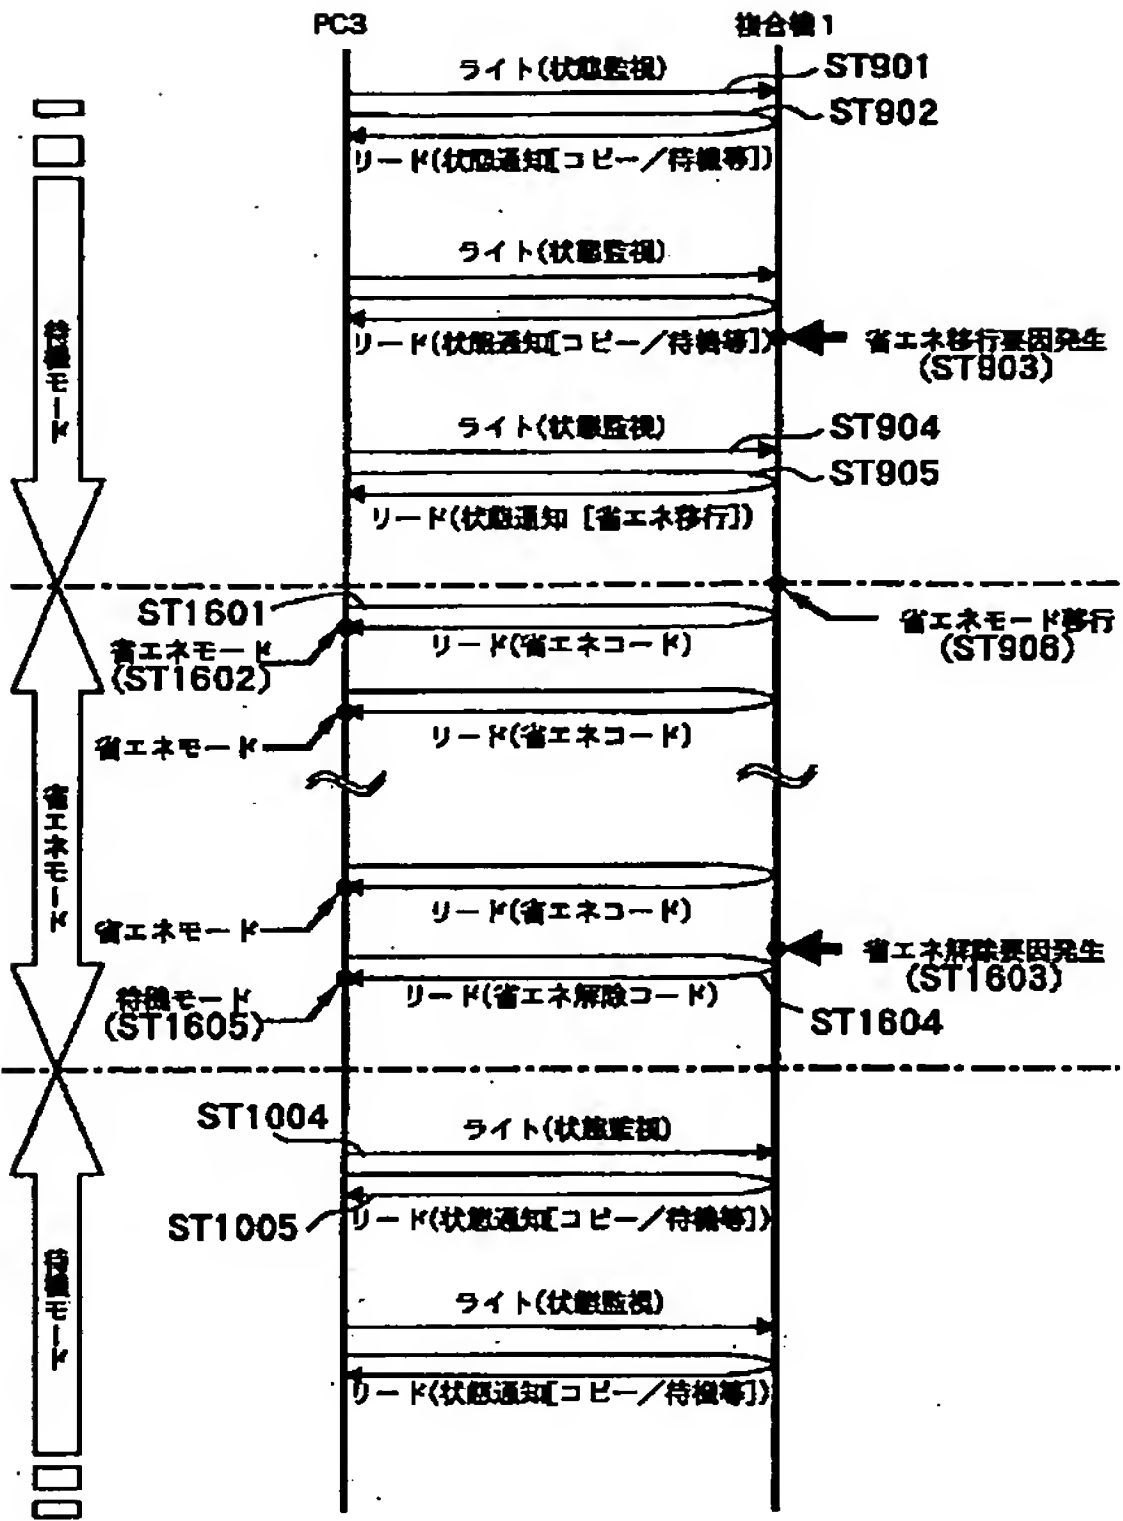 PC3
複合機1
ライト(状態監視)
ST901
ST902
リード(状態通知[コピー／待機等])
ライト(状態監視)
リード(状態通知[コピー／待機等])
省エネ移行要因発生
(ST903)
待機モード
ライト(状態監視)
ST904
ST905
リード(状態通知 [省エネ移行])
ST1601
省エネモード移行
(ST906)
リード(省エネコード)
省エネモード
(ST1602)
リード(省エネコード)
省エネモード
省エネモード
リード(省エネコード)
省エネモード
省エネ解除要因発生
(ST1603)
リード(省エネ解除コード)
待機モード
(ST1605)
ST1604
ST1004
ライト(状態監視)
ST1005
リード(状態通知[コピー／待機等])
待機モード
ライト(状態監視)
リード(状態通知[コピー／待機等])